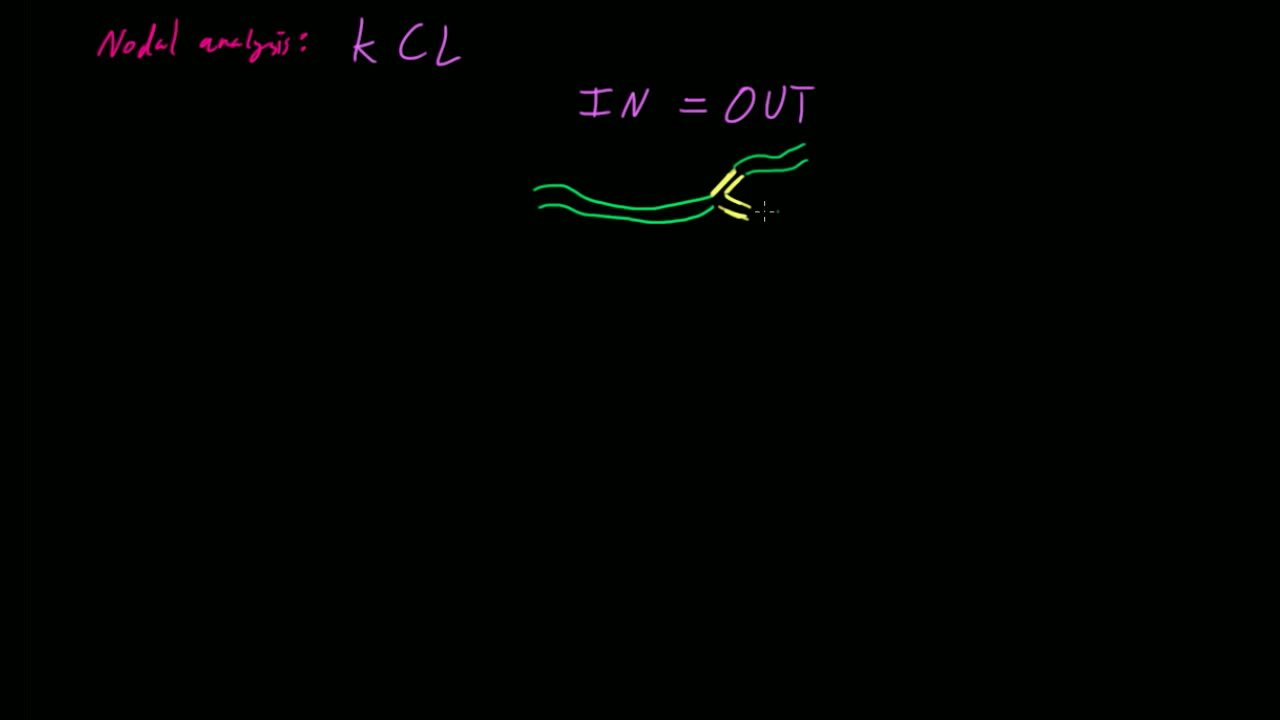 Nodal analysis: kCL
IN = OUT